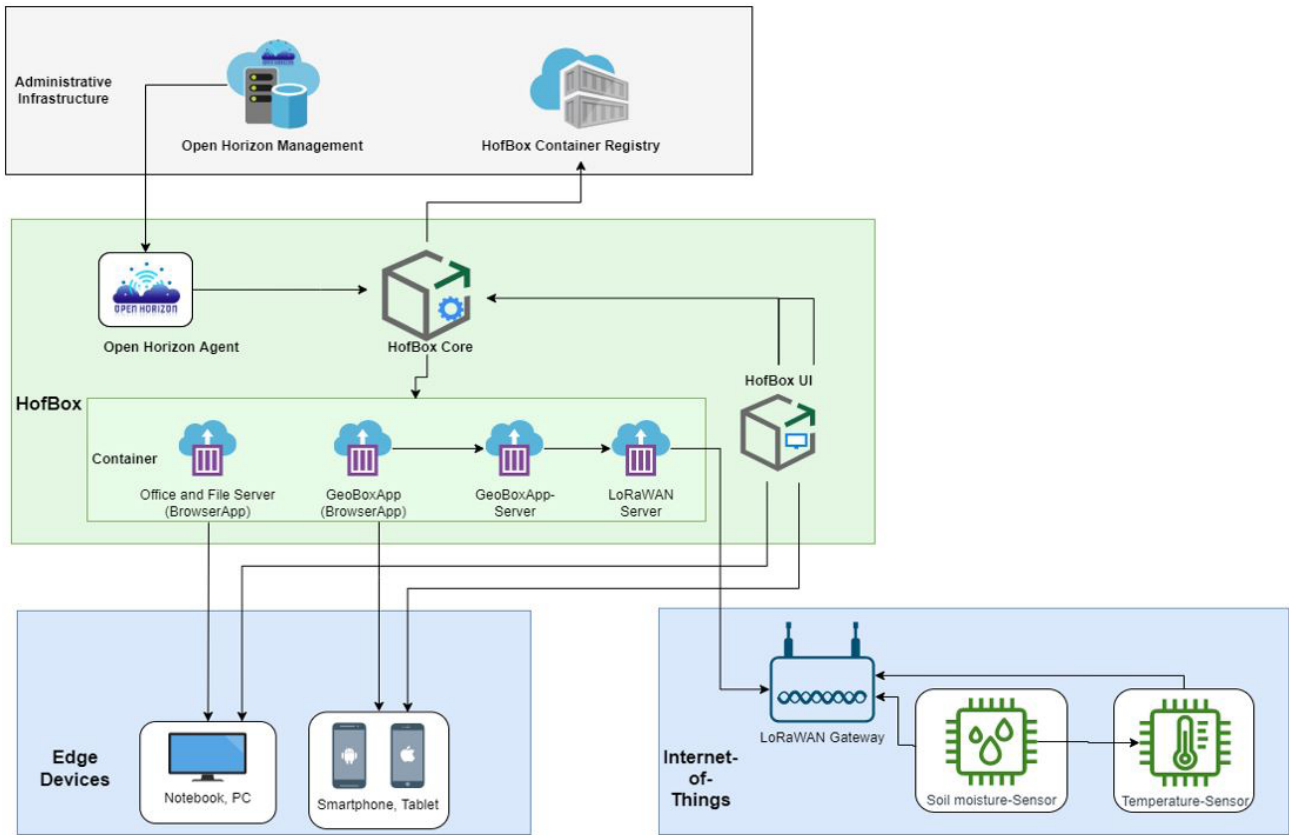 Administrative
Infrastructure
OPEN HORIZON
Open Horizon Management
HofBox Container Registry
OPEN HORIZON
Open Horizon Agent
HofBox Core
HofBox UI
HofBox
Container
Office and File Server
(BrowserApp)
GeoBoxApp
(BrowserApp)
GeoBoxApp-
Server
LoRaWAN
Server
Edge
Devices
Notebook, PC
Smartphone, Tablet
LoRaWAN Gateway
Internet-
of-
Things
Soil moisture-Sensor
Temperature-Sensor